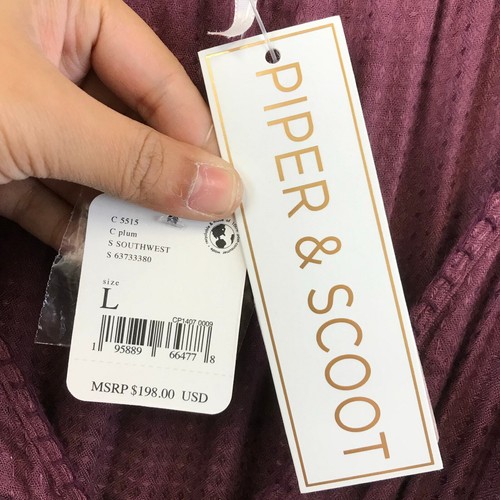 PIPER & SCOOT
C 5515
C plum
S SOUTHWEST
S 63733380
size
L
CP1407 0009
1 95889 66477 8
MSRP $198.00 USD